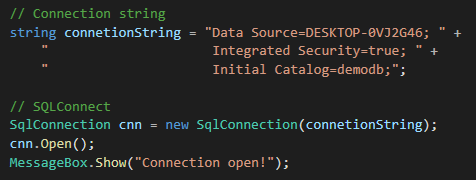 // Connection string
string connetionString = "Data Source=DESKTOP-0VJ2G46; " +
    "                     Integrated Security=true; " +
    "                     Initial Catalog=demodb;";
// SQLConnect
SqlConnection cnn = new SqlConnection(connetionString);
cnn.Open();
MessageBox.Show("Connection open!");